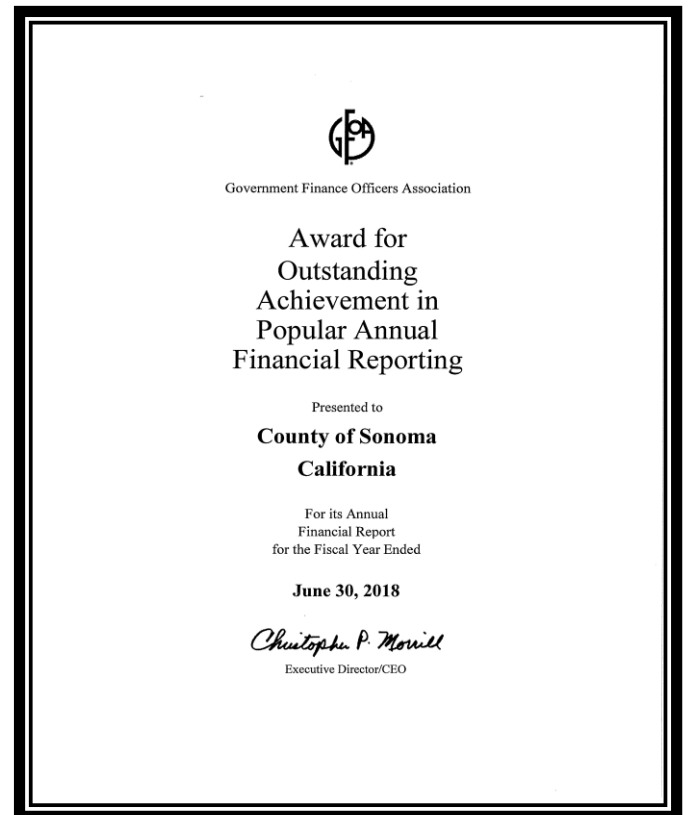 GFOA
Government Finance Officers Association
Award for
Outstanding
Achievement in
Popular Annual
Financial Reporting
Presented to
County of Sonoma
California
For its Annual
Financial Report
for the Fiscal Year Ended
June 30, 2018
Christopher P. Morrill
Executive Director/CEO